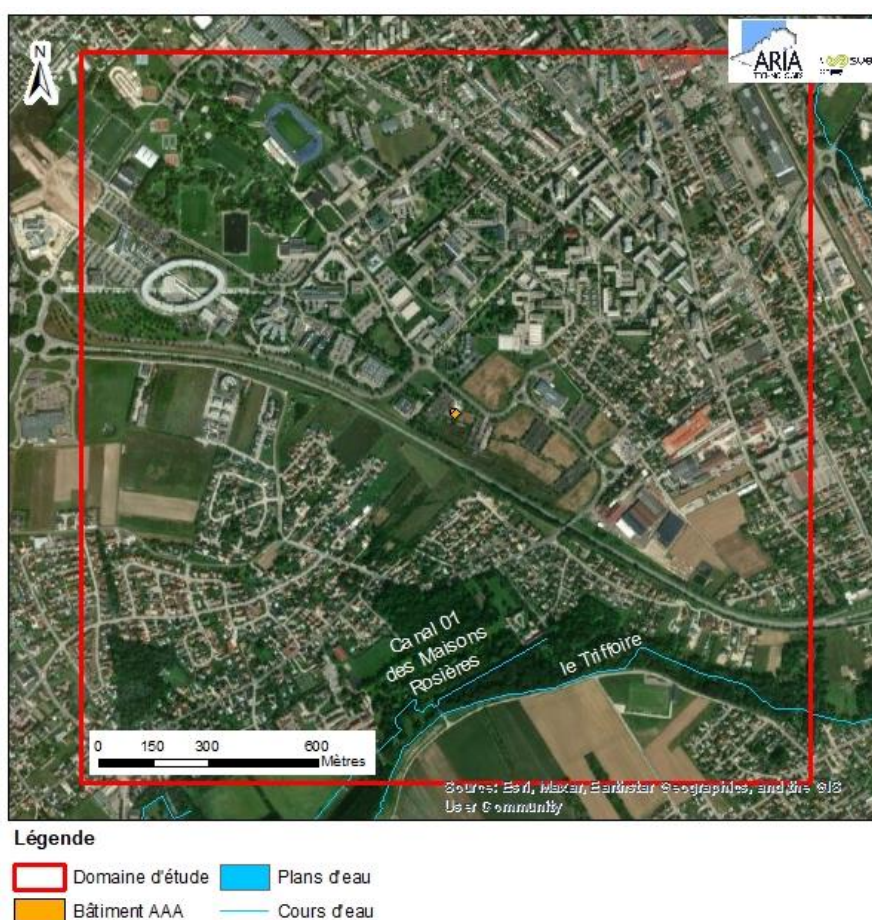 N
ARIA
TECHNOLOGIES
Canal 01
des Maisons
Rosières
le Triffoire
0 150 300 600
Mètres
Source: Esri, Maxar, Earthstar Geographics, and the GIS
User Community
Légende
Domaine d'étude
Plans d'eau
Bâtiment AAA
Cours d'eau